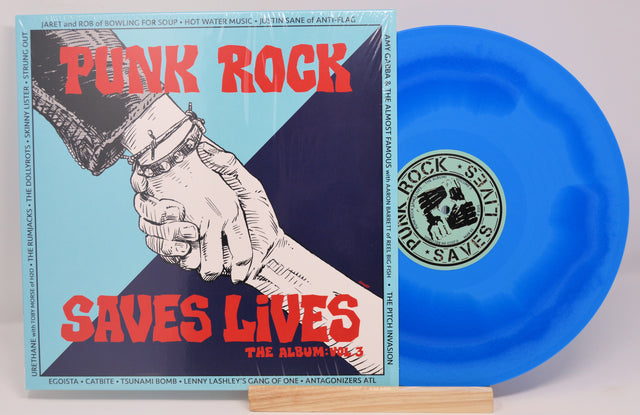 JARET and ROB of BOWLING FOR SOUP • HOT WATER MUSIC • JUSTIN SANE of ANTI-FLAG
PUNK ROCK
SAVES LiVES
THE ALBUM: VOL 3
URETHANE with TOBY MORSE of H2O • THE RUMJACKS • THE DOLLYROTS • SKINNY LISTER • STRUNG OUT
AMY GABBA & THE ALMOST FAMOUS with AARON BARRETT of REEL BIG FISH • THE PITCH INVASION
EGOISTA • CATBITE • TSUNAMI BOMB • LENNY LASHLEY'S GANG OF ONE • ANTAGONIZERS ATL
PUNK ROCK • SAVES LIVES •